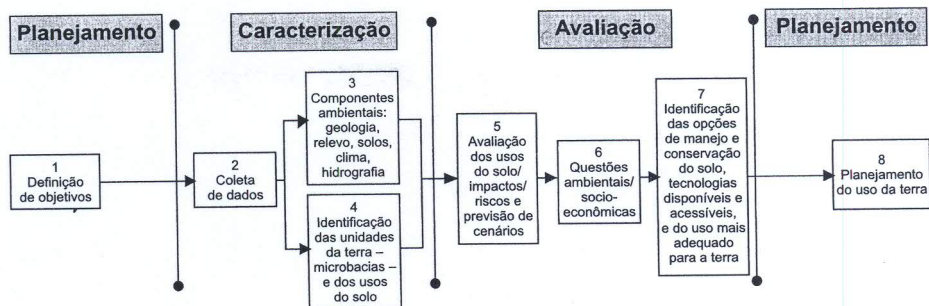 Planejamento
Caracterização
Avaliação
Planejamento
1
Definição
de objetivos
2
Coleta
de dados
3
Componentes
ambientais:
geologia,
relevo, solos,
clima,
hidrografia
4
Identificação
das unidades
da terra –
microbacias –
e dos usos
do solo
5
Avaliação
dos usos
do solo/
impactos/
riscos e
previsão de
cenários
6
Questões
ambientais/
socio-
econômicas
7
Identificação
das opções
de manejo e
conservação
do solo,
tecnologias
disponíveis e
acessíveis,
e do uso mais
adequado
para a terra
8
Planejamento
do uso da terra